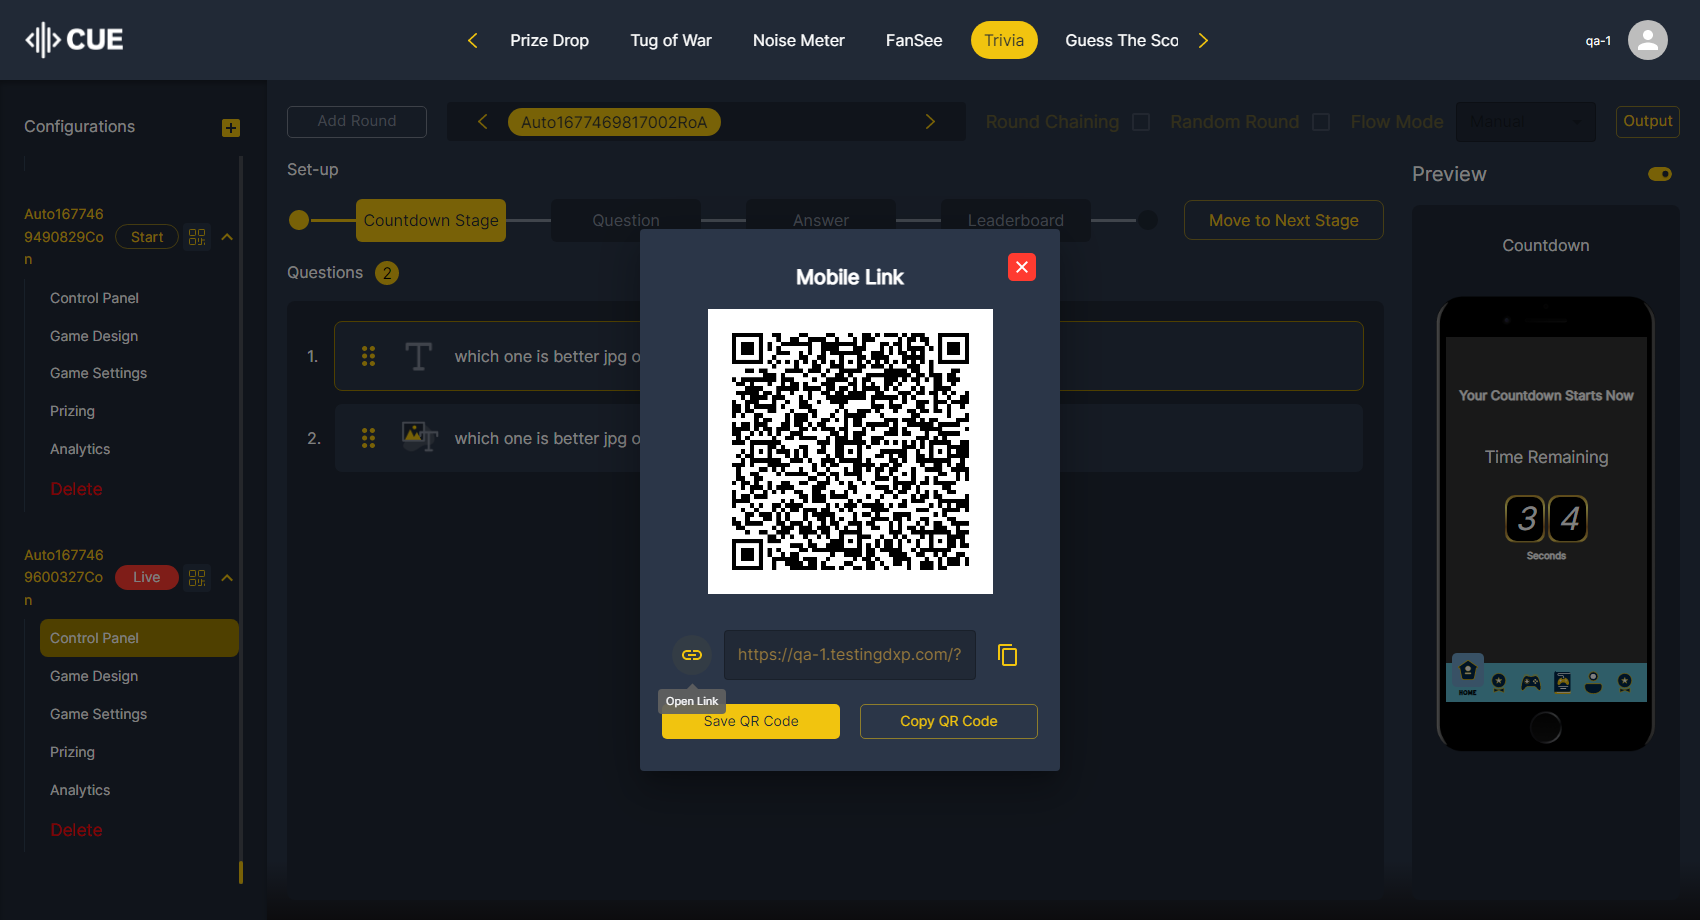 CUE
Prize Drop
Tug of War
Noise Meter
FanSee
Trivia
Guess The Sco
qa-1
Configurations
Auto167746
9490829Co
n
Start
Control Panel
Game Design
Game Settings
Prizing
Analytics
Delete
Auto167746
9600327Co
n
Live
Control Panel
Game Design
Game Settings
Prizing
Analytics
Delete
Add Round
Auto1677469817002RoA
Round Chaining
Random Round
Flow Mode
Manual
Output
Set-up
Countdown Stage
Question
Answer
Leaderboard
Move to Next Stage
Questions 2
1. which one is better jpg o
2. which one is better jpg o
Mobile Link
https://qa-1.testingdxp.com/?
Open Link
Save QR Code
Copy QR Code
Preview
Countdown
Your Countdown Starts Now
Time Remaining
3 4
Seconds
HOME